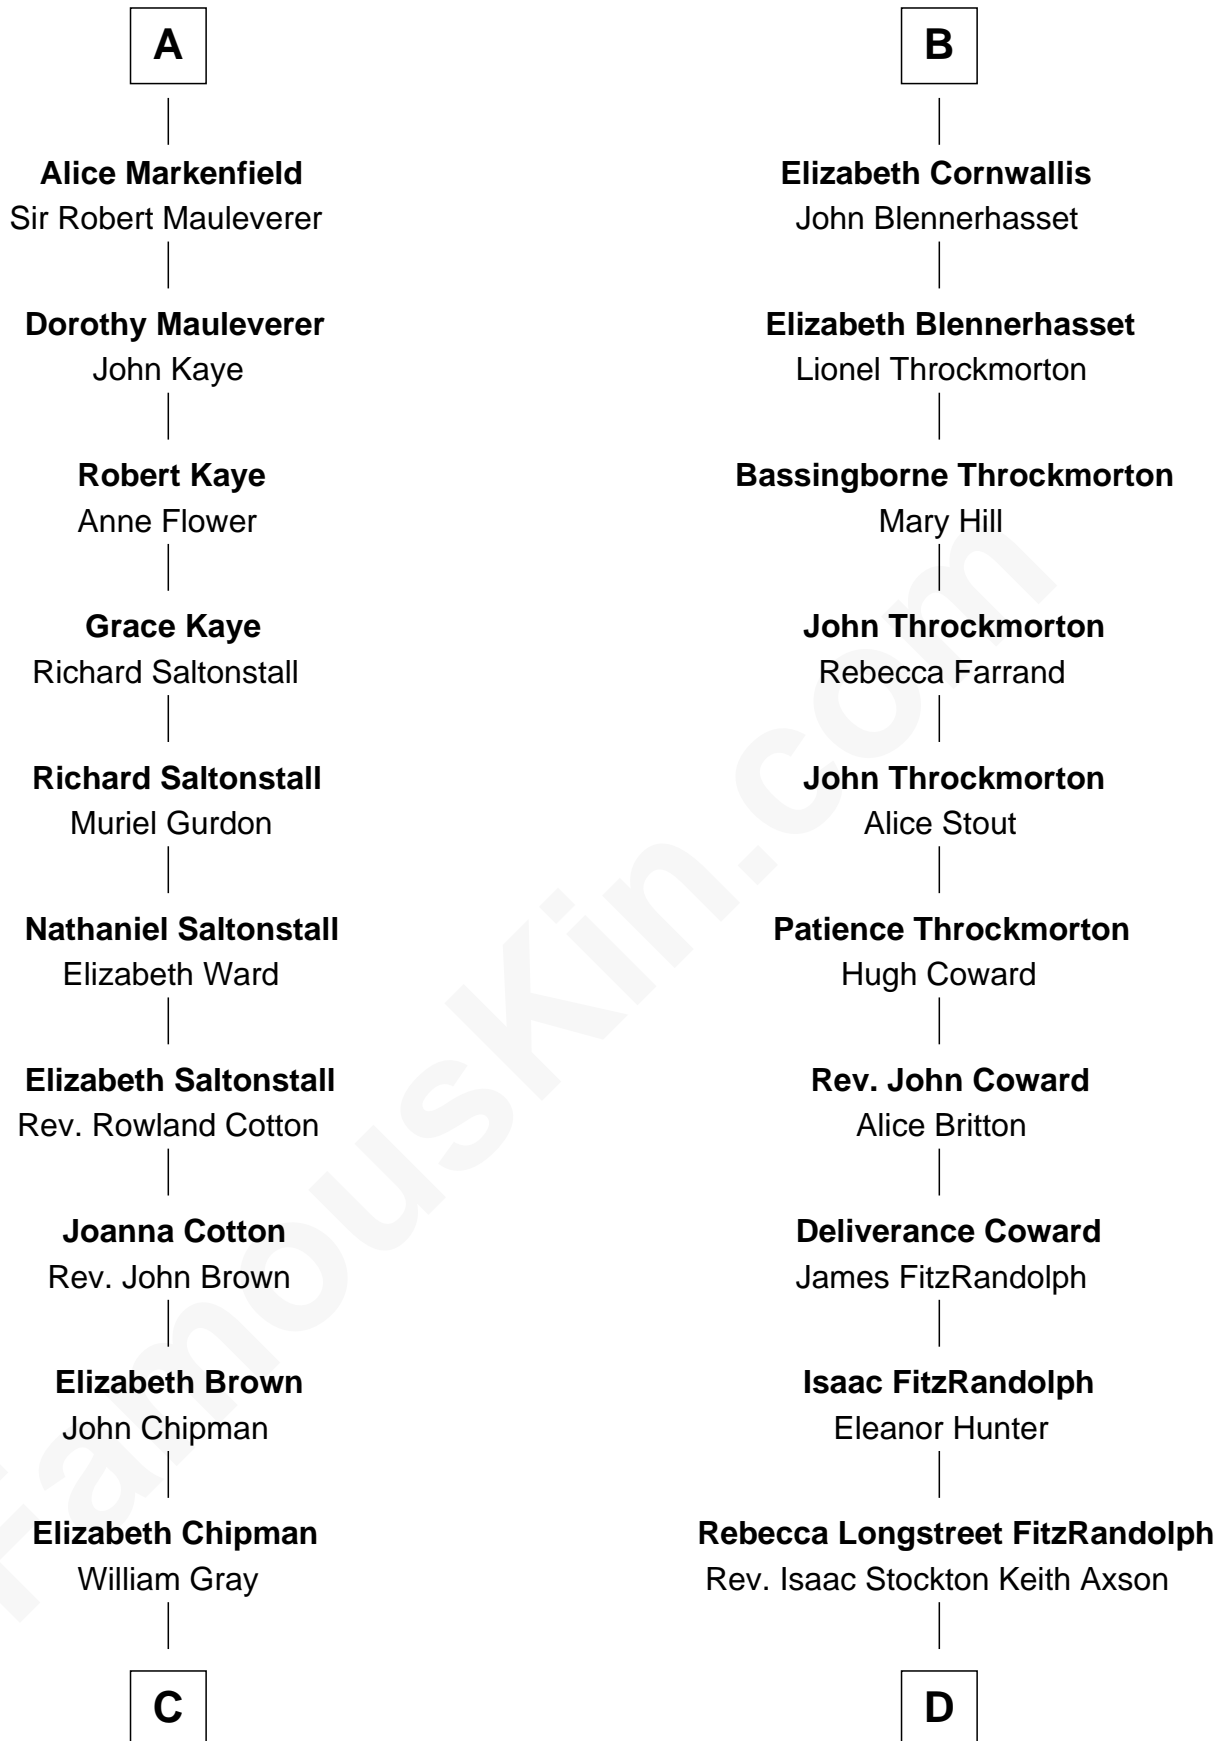 A
Alice Markenfield
Sir Robert Mauleverer
Dorothy Mauleverer
John Kaye
Robert Kaye
Anne Flower
Grace Kaye
Richard Saltonstall
Richard Saltonstall
Muriel Gurdon
Nathaniel Saltonstall
Elizabeth Ward
Elizabeth Saltonstall
Rev. Rowland Cotton
Joanna Cotton
Rev. John Brown
Elizabeth Brown
John Chipman
Elizabeth Chipman
William Gray
C
B
Elizabeth Cornwallis
John Blennerhasset
Elizabeth Blennerhasset
Lionel Throckmorton
Bassingborne Throckmorton
Mary Hill
John Throckmorton
Rebecca Farrand
John Throckmorton
Alice Stout
Patience Throckmorton
Hugh Coward
Rev. John Coward
Alice Britton
Deliverance Coward
James FitzRandolph
Isaac FitzRandolph
Eleanor Hunter
Rebecca Longstreet FitzRandolph
Rev. Isaac Stockton Keith Axson
D
FamousKin.com